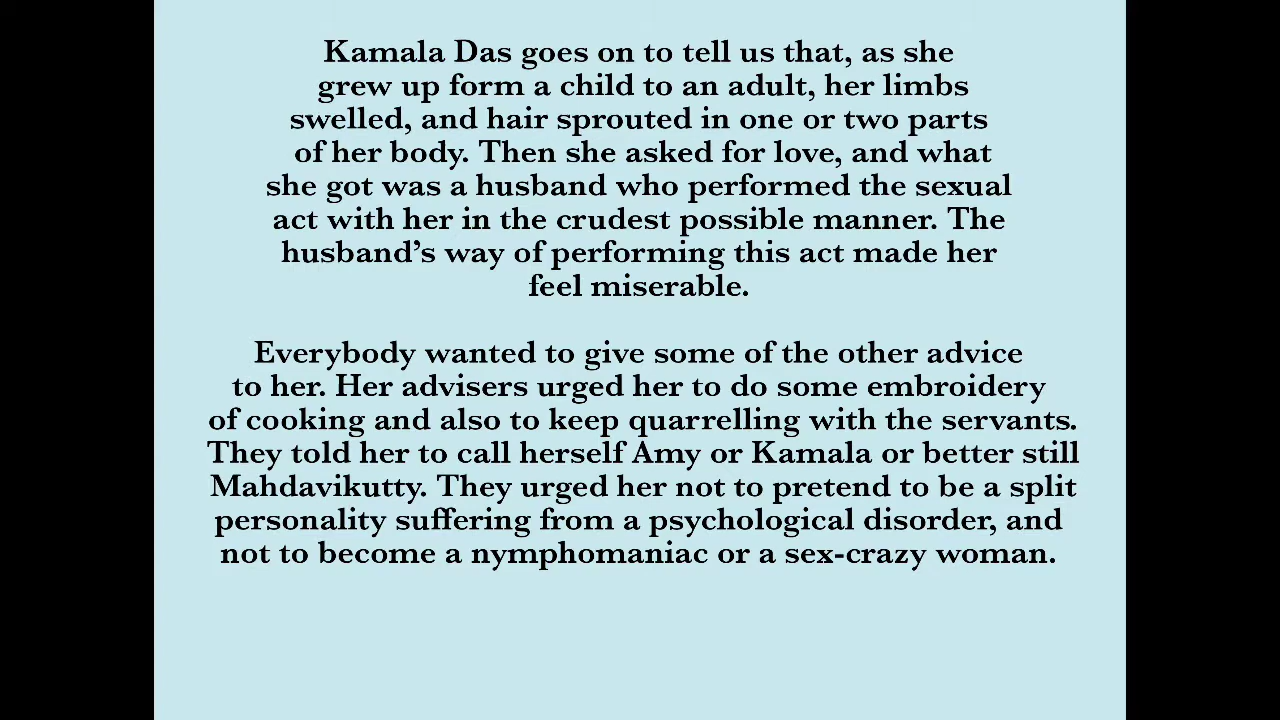 Kamala Das goes on to tell us that, as she
grew up form a child to an adult, her limbs
swelled, and hair sprouted in one or two parts
of her body. Then she asked for love, and what
she got was a husband who performed the sexual
act with her in the crudest possible manner. The
husband’s way of performing this act made her
feel miserable.
Everybody wanted to give some of the other advice
to her. Her advisers urged her to do some embroidery
of cooking and also to keep quarrelling with the servants.
They told her to call herself Amy or Kamala or better still
Mahdavikutty. They urged her not to pretend to be a split
personality suffering from a psychological disorder, and
not to become a nymphomaniac or a sex-crazy woman.